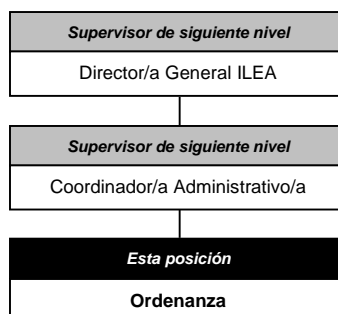 Supervisor de siguiente nivel
Director/a General ILEA
Supervisor de siguiente nivel
Coordinador/a Administrativo/a
Esta posición
Ordenanza